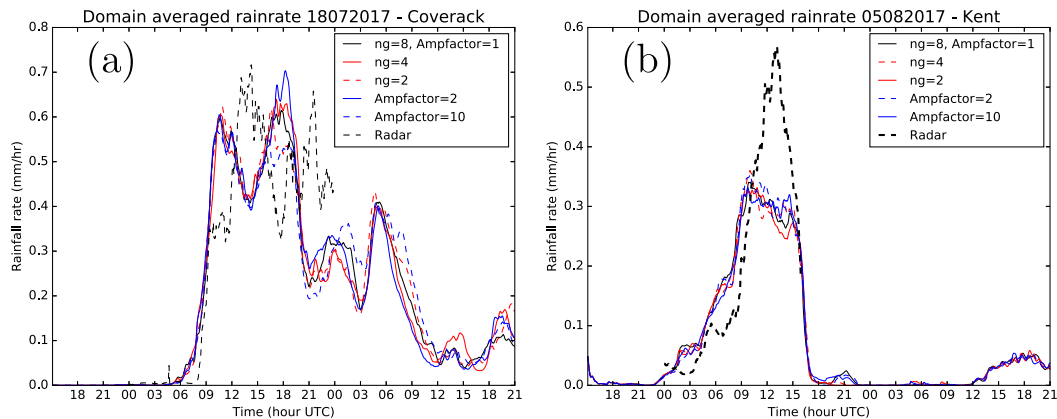 Domain averaged rainrate 18072017 - Coverack
(a)
ng=8, Ampfactor=1
ng=4
ng=2
Ampfactor=2
Ampfactor=10
Radar
Rainfall rate (mm/hr)
0.8
0.7
0.6
0.5
0.4
0.3
0.2
0.1
0.0
18 21 00 03 06 09 12 15 18 21 00 03 06 09 12 15 18 21
Time (hour UTC)
Domain averaged rainrate 05082017 - Kent
(b)
ng=8, Ampfactor=1
ng=4
ng=2
Ampfactor=2
Ampfactor=10
Radar
Rainfall rate (mm/hr)
0.6
0.5
0.4
0.3
0.2
0.1
0.0
18 21 00 03 06 09 12 15 18 21 00 03 06 09 12 15 18 21
Time (hour UTC)